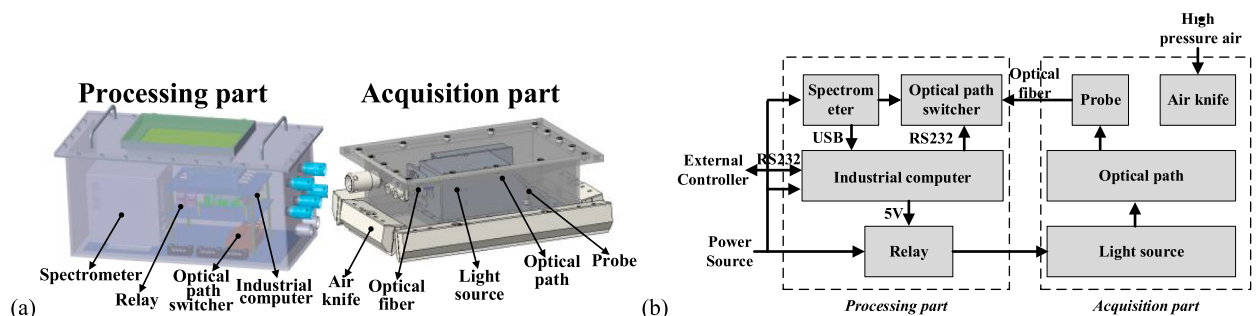 Processing part
Acquisition part
Spectrometer
Relay
Optical
path
switcher
Industrial
computer
Air
knife
Optical
fiber
Light
source
Optical
path
Probe
(a)
High
pressure air
Spectrom
eter
Optical path
switcher
Optical
fiber
Probe
Air knife
USB
RS232
External
Controller
RS232
Industrial computer
Optical path
5V
Power
Source
Relay
Light source
Processing part
Acquisition part
(b)